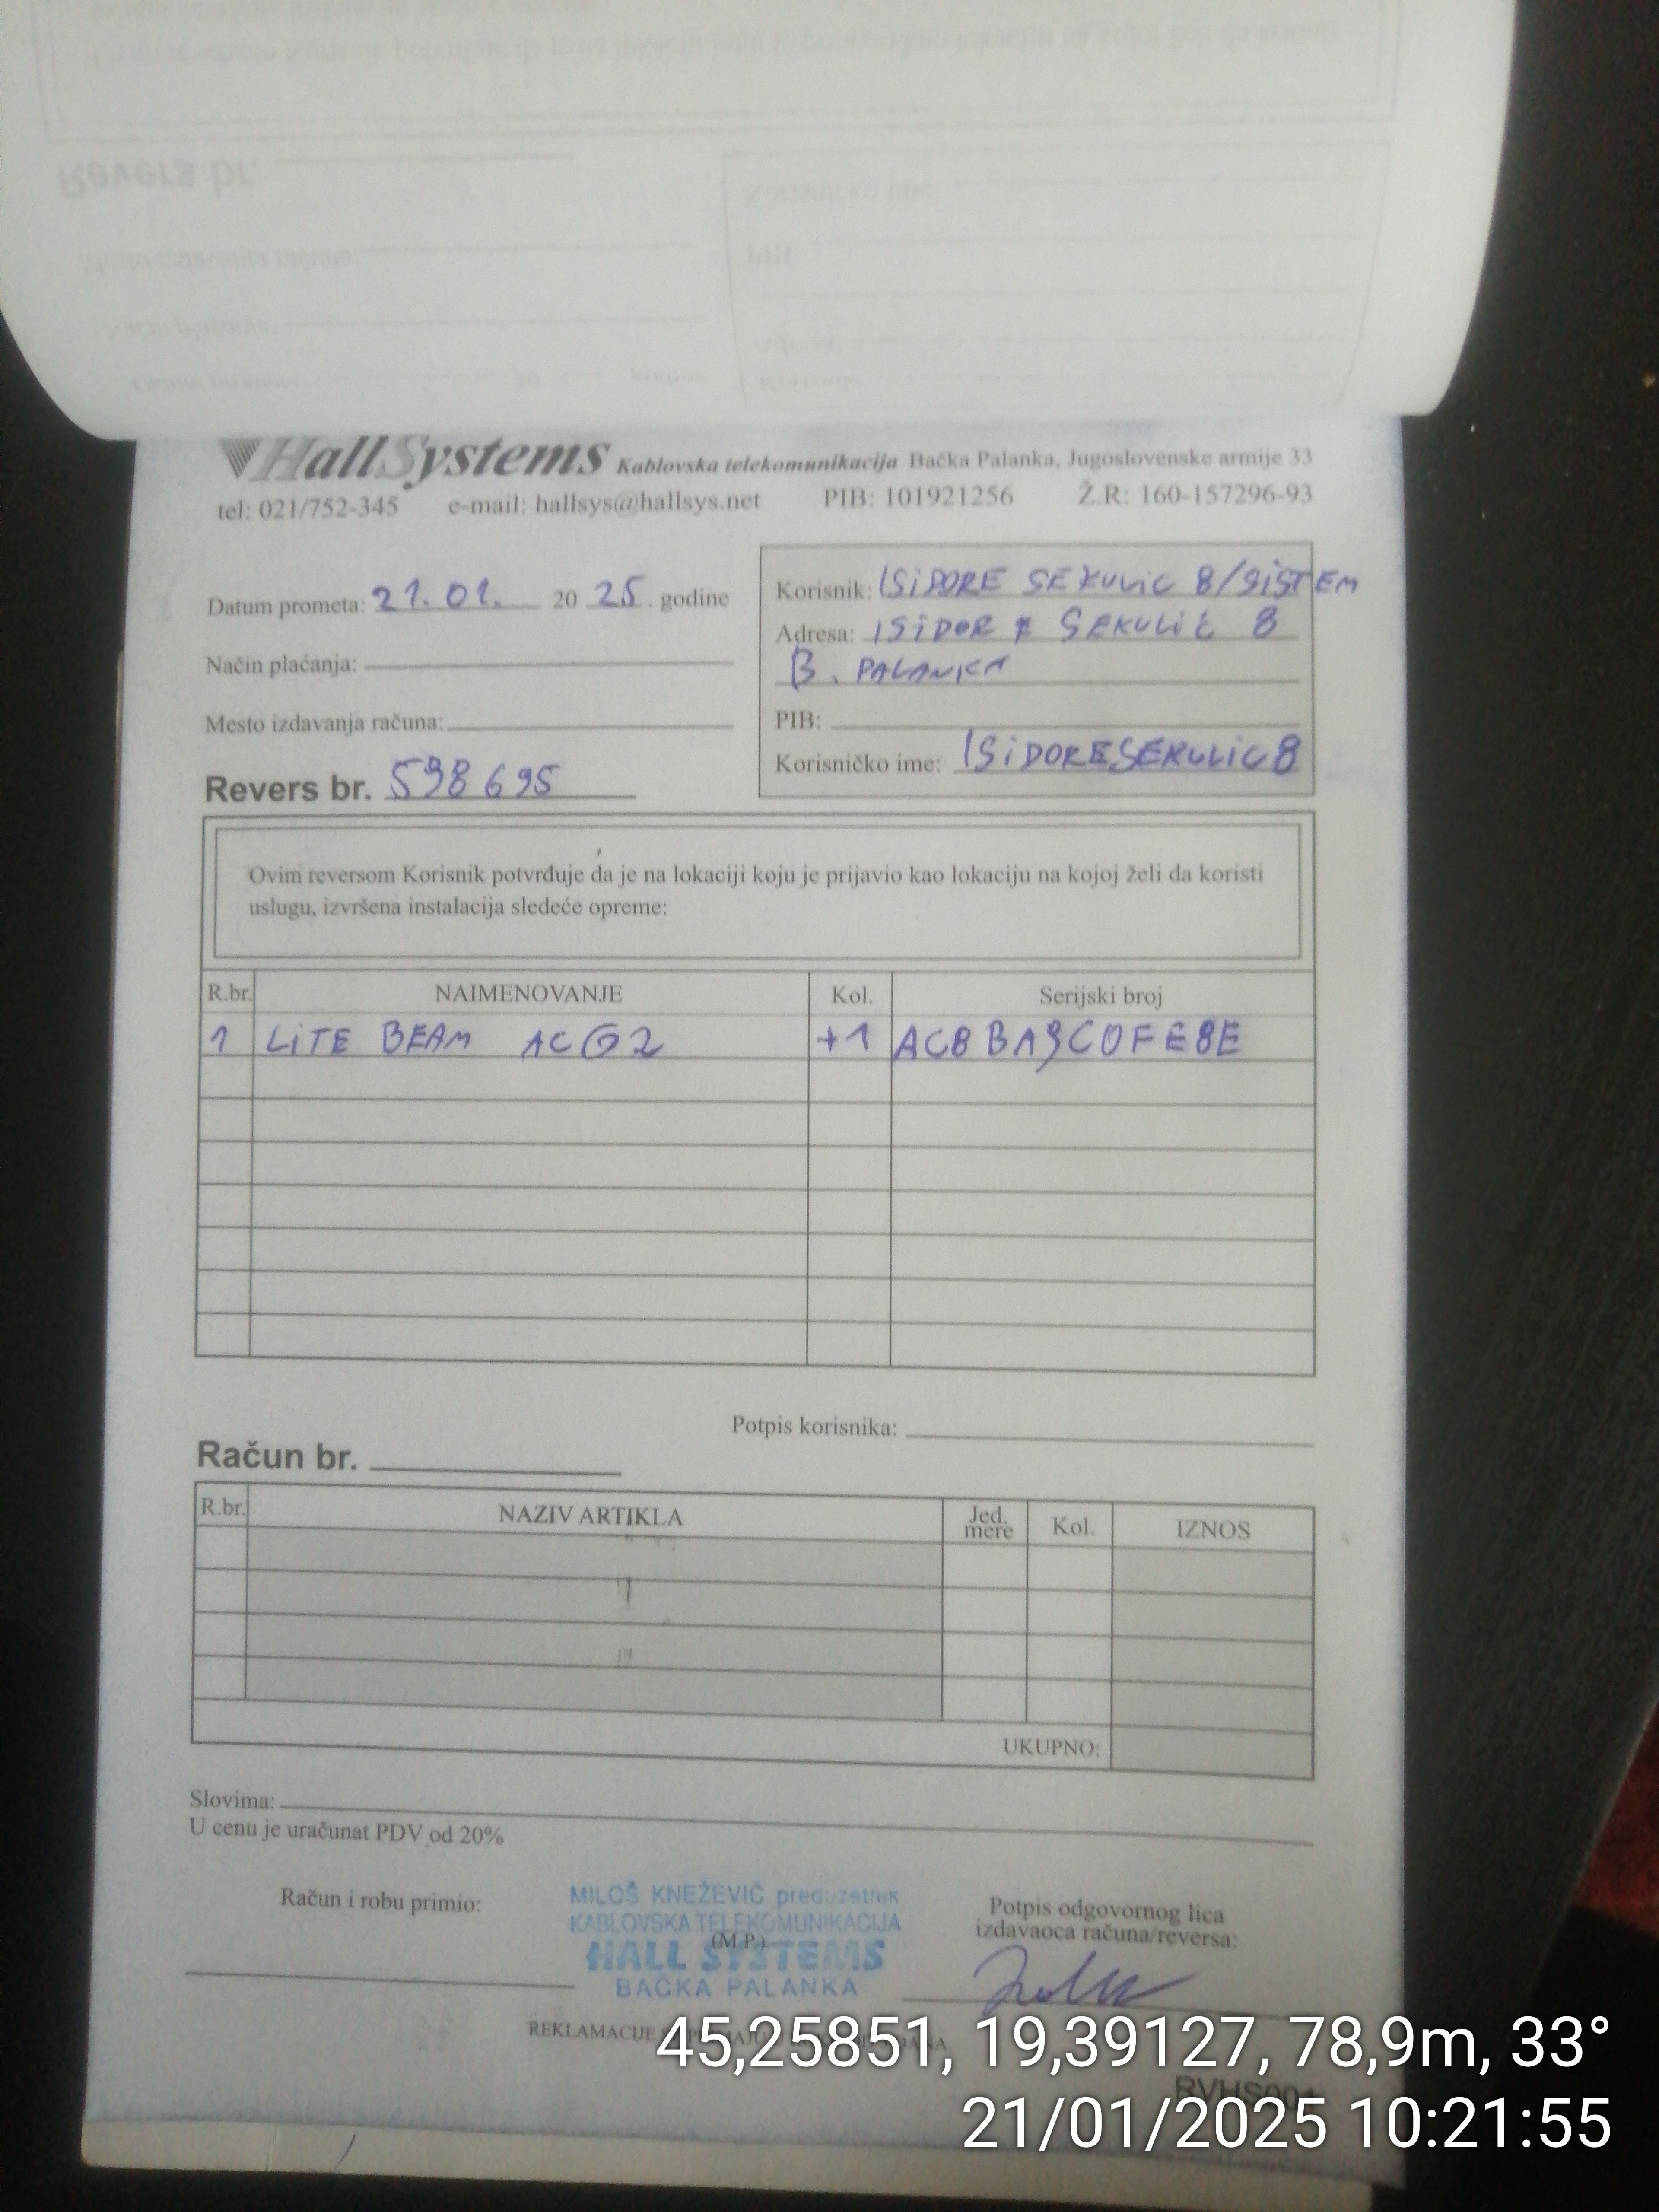 HallSystems Kablovska telekomunikacija Bačka Palanka, Jugoslovenske armije 33
tel: 021/752-345 e-mail: hallsys@hallsys.net PIB: 101921256 Ž.R: 160-157296-93
Datum prometa: 21.01. 20 25. godine
Način plaćanja:
Mesto izdavanja računa:
Revers br. 598695
Korisnik: ISIDORE SEKULIC 8/SISTEM
Adresa: ISIDOR E SEKULIĆ 8
B. PALANKA
PIB:
Korisničko ime: ISIDORESEKULIC8
Ovim reversom Korisnik potvrđuje da je na lokaciji koju je prijavio kao lokaciju na kojoj želi da koristi
uslugu, izvršena instalacija sledeće opreme:
R.br. NAIMENOVANJE Kol. Serijski broj
1 LITE BEAM AC G2 +1 AC8BA9C0FE8E
Potpis korisnika:
Račun br.
R.br. NAZIV ARTIKLA Jed. mere Kol. IZNOS
UKUPNO:
Slovima:
U cenu je uračunat PDV od 20%
Račun i robu primio:
MILOŠ KNEŽEVIĆ preduzetnik
KABLOVSKA TELEKOMUNIKACIJA
(M.P.)
HALL SYSTEMS
BAČKA PALANKA
Potpis odgovornog lica
izdavaoca računa/reversa:
REKLAMACIJE
45,25851, 19,39127, 78,9m, 33°
21/01/2025 10:21:55